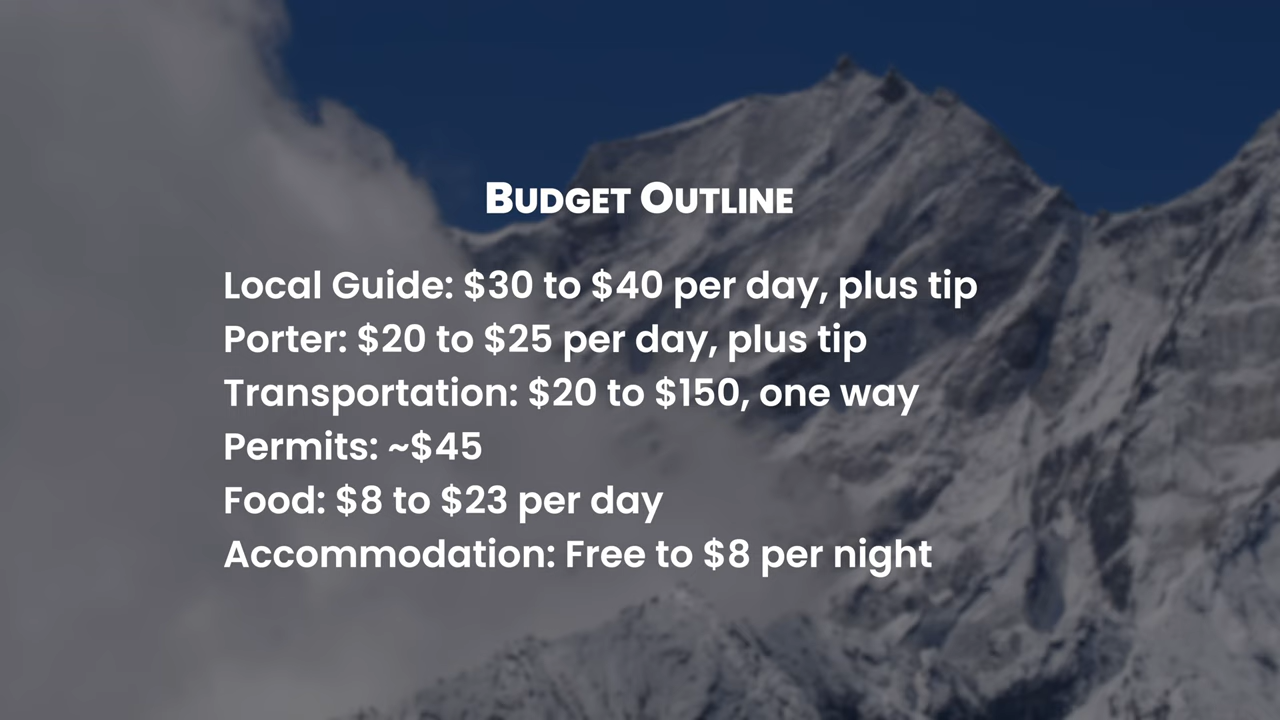 Budget Outline
Local Guide: $30 to $40 per day, plus tip
Porter: $20 to $25 per day, plus tip
Transportation: $20 to $150, one way
Permits: ~$45
Food: $8 to $23 per day
Accommodation: Free to $8 per night